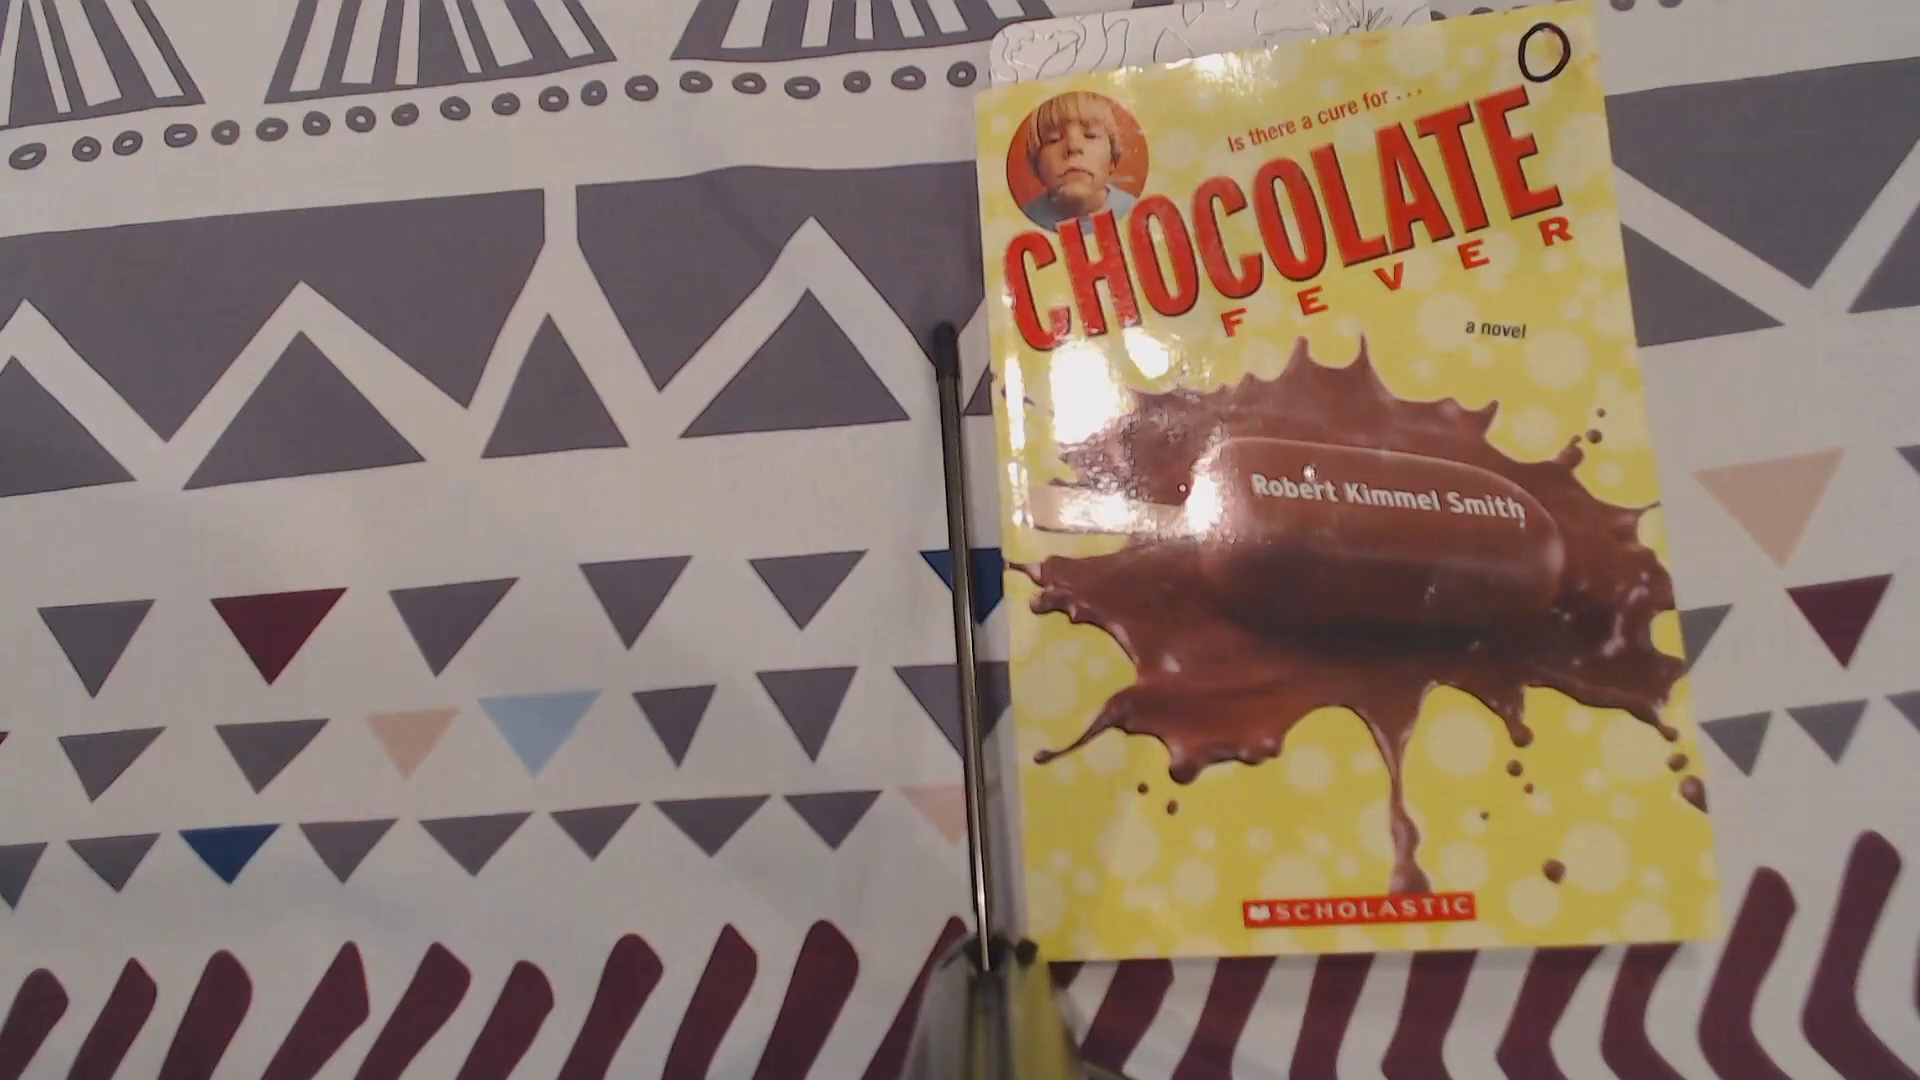 O
Is there a cure for...
CHOCOLATE
FEVER
a novel
Robert Kimmel Smith
SCHOLASTIC